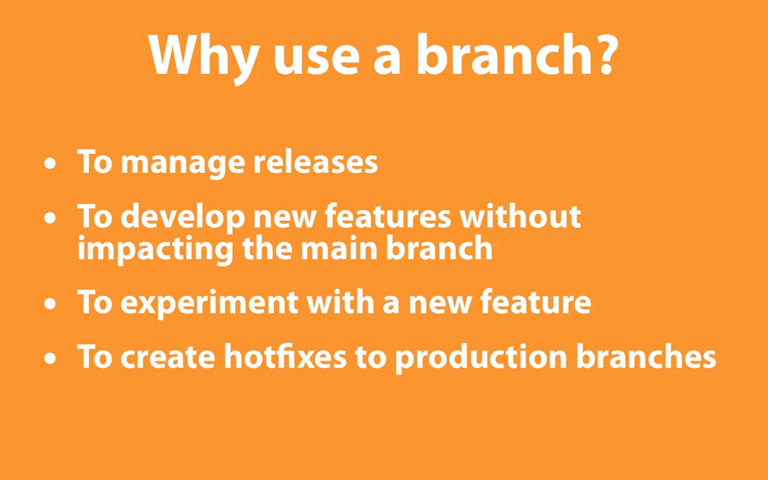 Why use a branch?
• To manage releases
• To develop new features without
impacting the main branch
• To experiment with a new feature
• To create hotfixes to production branches